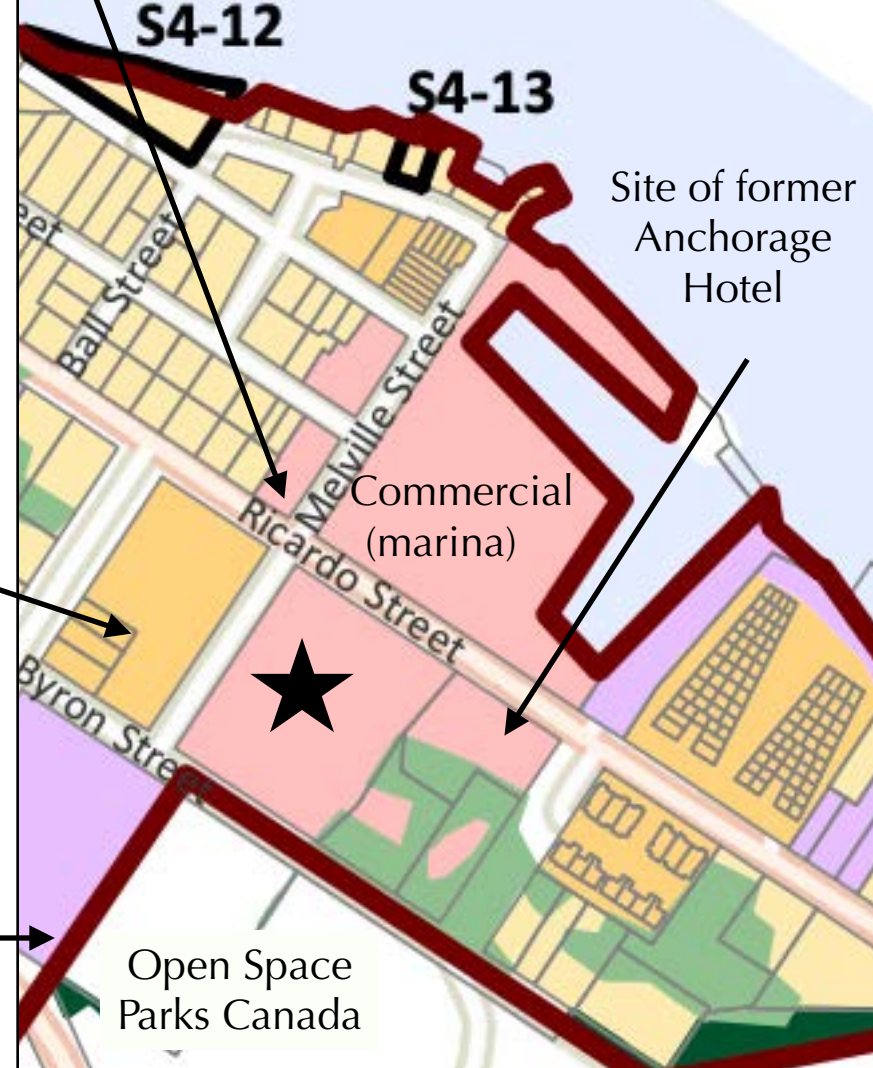 S4-12
S4-13
Site of former
Anchorage
Hotel
eet
Ball Street
Melville Street
Commercial
(marina)
Ricardo Street
Byron Street
Open Space
Parks Canada